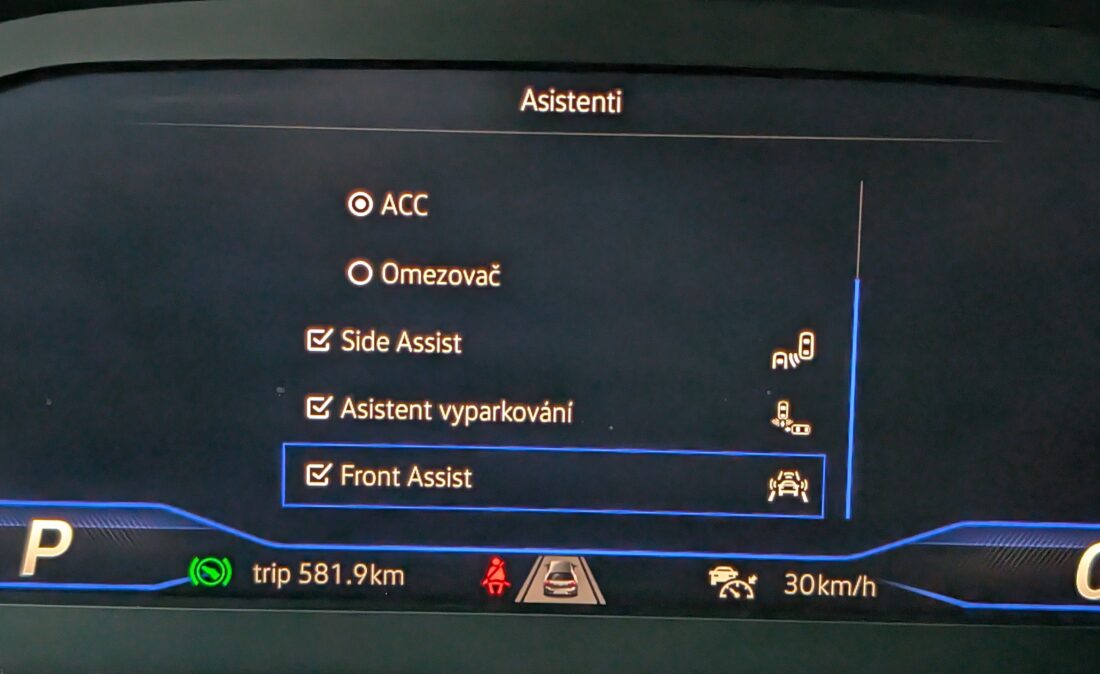 Asistenti
ACC
Omezovač
Side Assist
Asistent vyparkování
Front Assist
P
trip 581.9km
30km/h